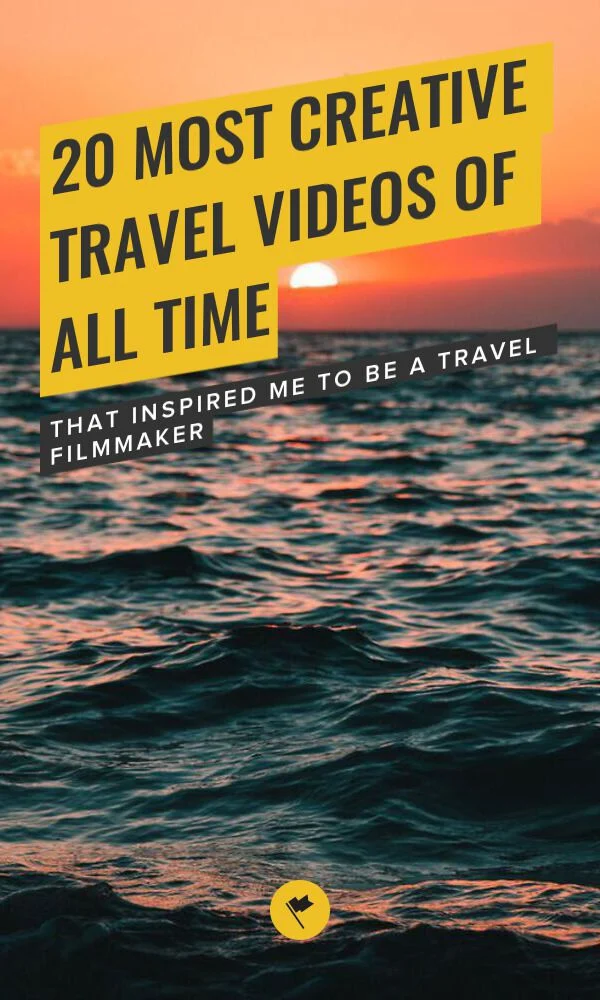 20 MOST CREATIVE
TRAVEL VIDEOS OF
ALL TIME
THAT INSPIRED ME TO BE A TRAVEL
FILMMAKER